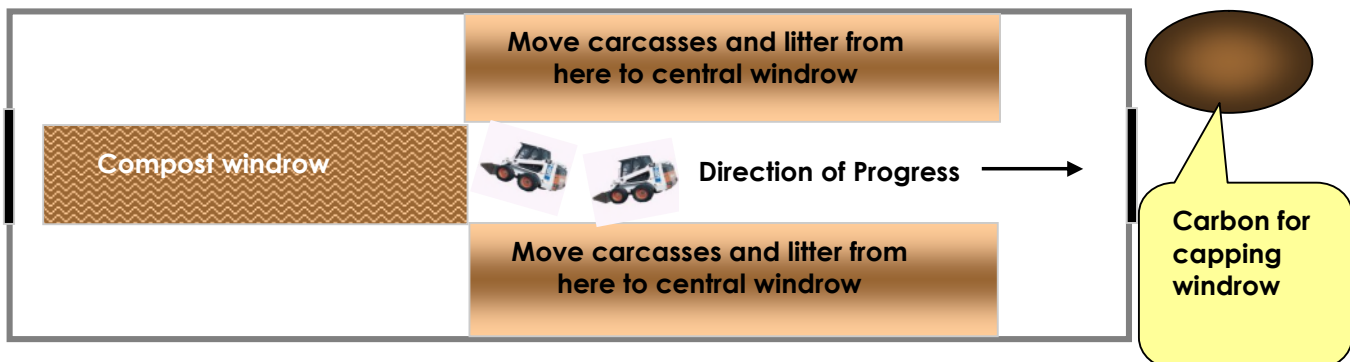 Move carcasses and litter from
here to central windrow
Compost windrow
Direction of Progress
Move carcasses and litter from
here to central windrow
Carbon for
capping
windrow